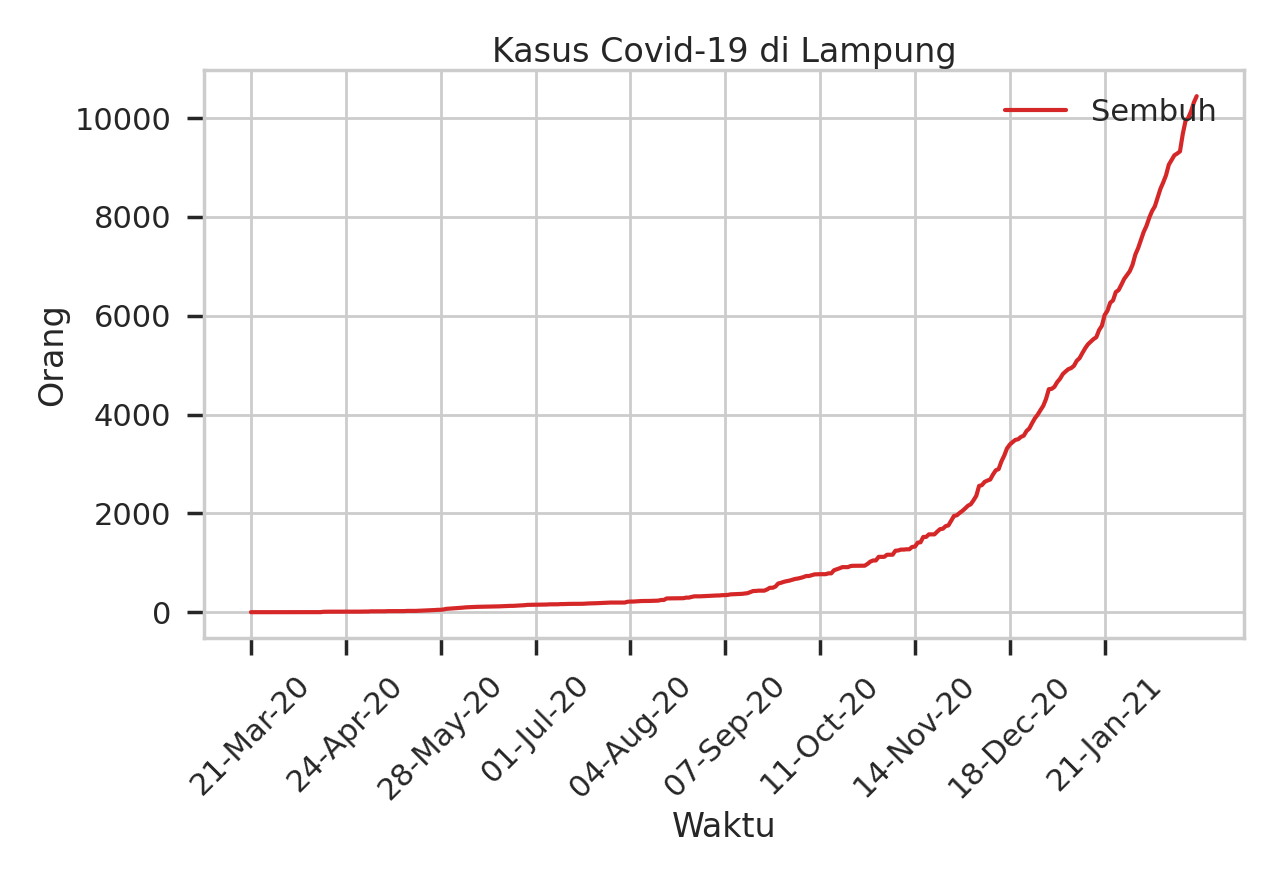 Kasus Covid-19 di Lampung
Sembuh
Orang
10000
8000
6000
4000
2000
0
21-Mar-20
24-Apr-20
28-May-20
01-Jul-20
04-Aug-20
07-Sep-20
11-Oct-20
14-Nov-20
18-Dec-20
21-Jan-21
Waktu